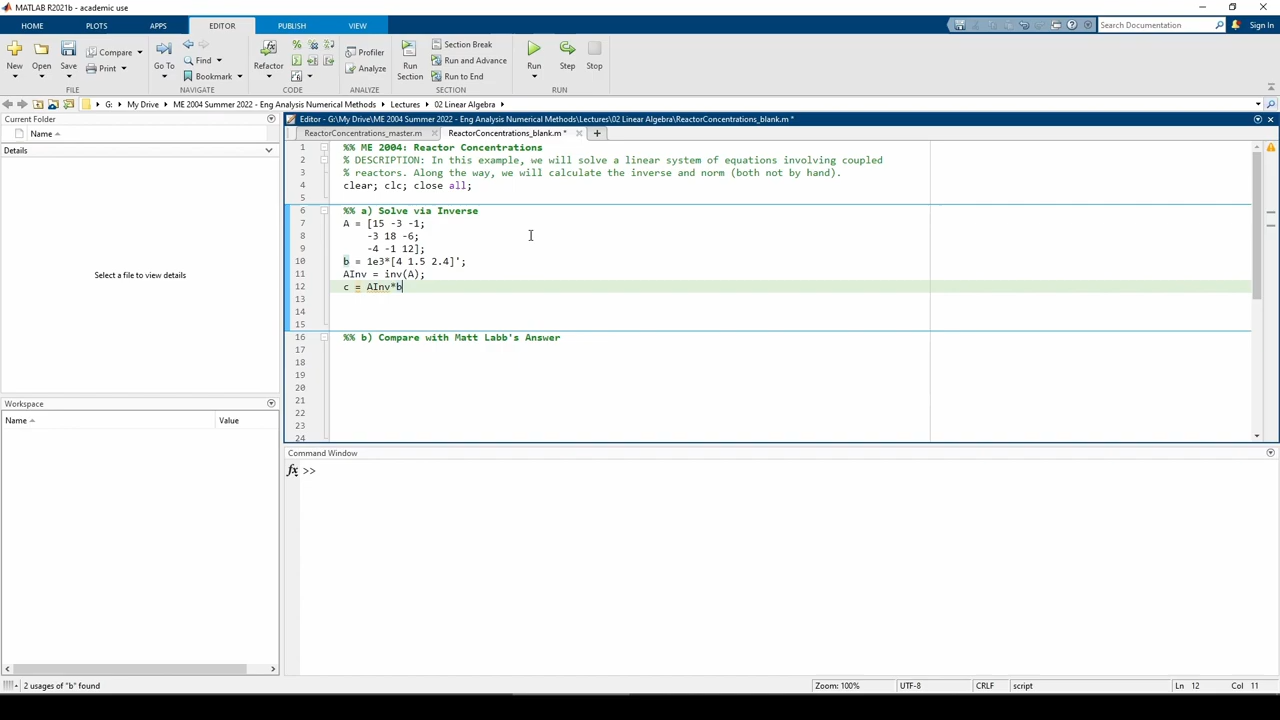 MATLAB R2021b - academic use
HOME PLOTS APPS EDITOR PUBLISH VIEW Search Documentation Sign In
New Open Save Compare Print Go To Find Bookmark Refactor Profiler Analyze Run Section Section Break Run and Advance Run to End Run Step Stop
FILE NAVIGATE CODE ANALYZE SECTION RUN
G: My Drive ME 2004 Summer 2022 - Eng Analysis Numerical Methods Lectures 02 Linear Algebra
Current Folder
Name
Details
Select a file to view details
Workspace
Name Value
Editor - G:\My Drive\ME 2004 Summer 2022 - Eng Analysis Numerical Methods\Lectures\02 Linear Algebra\ReactorConcentrations_blank.m *
ReactorConcentrations_master.m ReactorConcentrations_blank.m *
1 %% ME 2004: Reactor Concentrations
2 % DESCRIPTION: In this example, we will solve a linear system of equations involving coupled
3 % reactors. Along the way, we will calculate the inverse and norm (both not by hand).
4 clear; clc; close all;
5
6 %% a) Solve via Inverse
7 A = [15 -3 -1;
8 -3 18 -6;
9 -4 -1 12];
10 b = 1e3*[4 1.5 2.4]';
11 AInv = inv(A);
12 c = AInv*b
13
14
15
16 %% b) Compare with Matt Labb's Answer
17
18
19
20
21
22
23
24
Command Window
fx >>
2 usages of "b" found
Zoom: 100% UTF-8 CRLF script Ln 12 Col 11